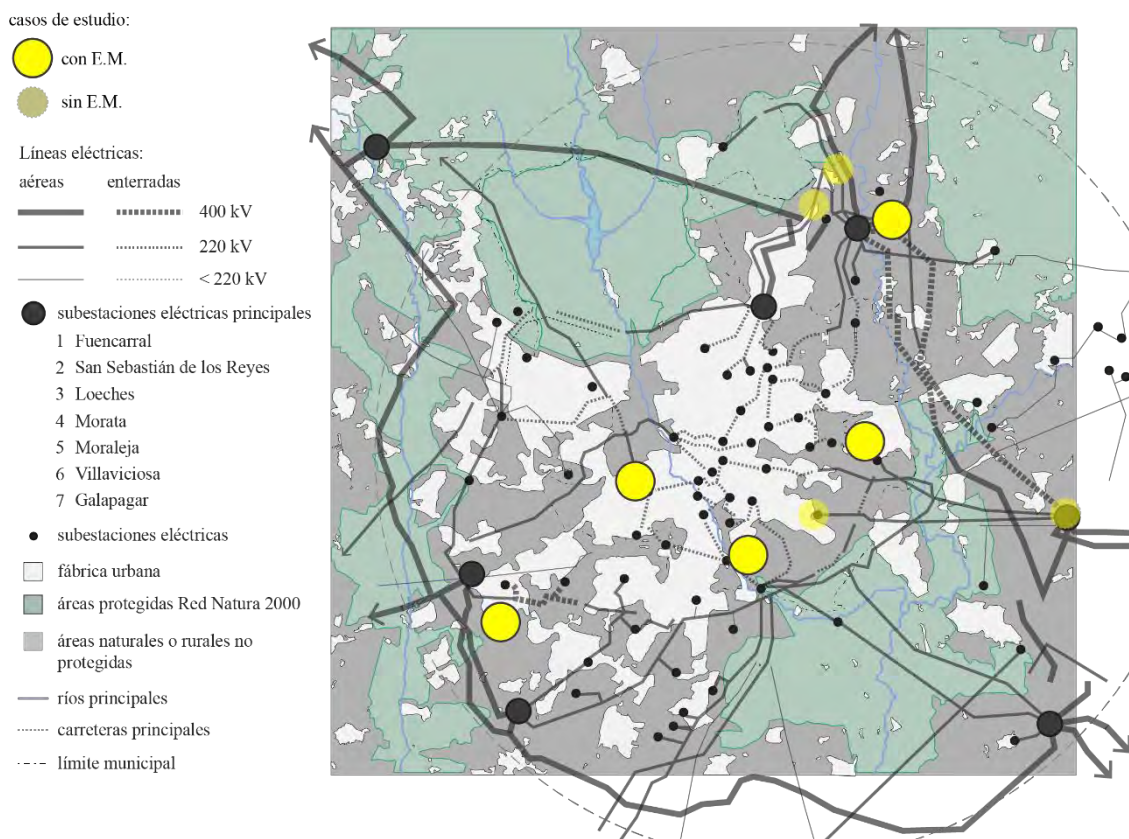 casos de estudio:
con E.M.
sin E.M.
Líneas eléctricas:
aéreas enterradas
400 kV
220 kV
< 220 kV
subestaciones eléctricas principales
1 Fuencarral
2 San Sebastián de los Reyes
3 Loeches
4 Morata
5 Moraleja
6 Villaviciosa
7 Galapagar
subestaciones eléctricas
fábrica urbana
áreas protegidas Red Natura 2000
áreas naturales o rurales no
protegidas
ríos principales
carreteras principales
límite municipal